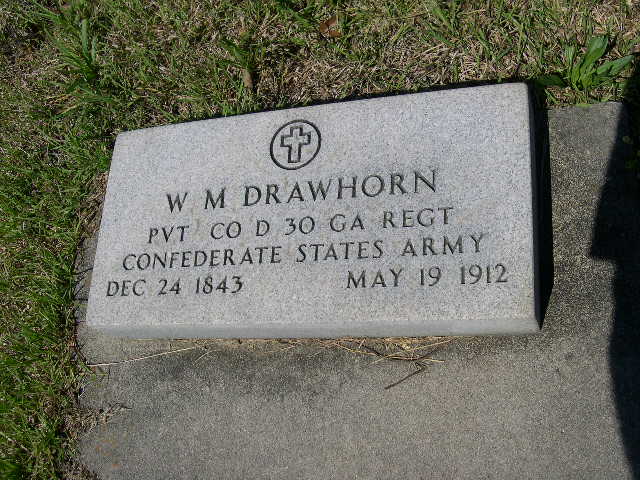 W M DRAWHORN
PVT CO D 30 GA REGT
CONFEDERATE STATES ARMY
DEC 24 1843 MAY 19 1912